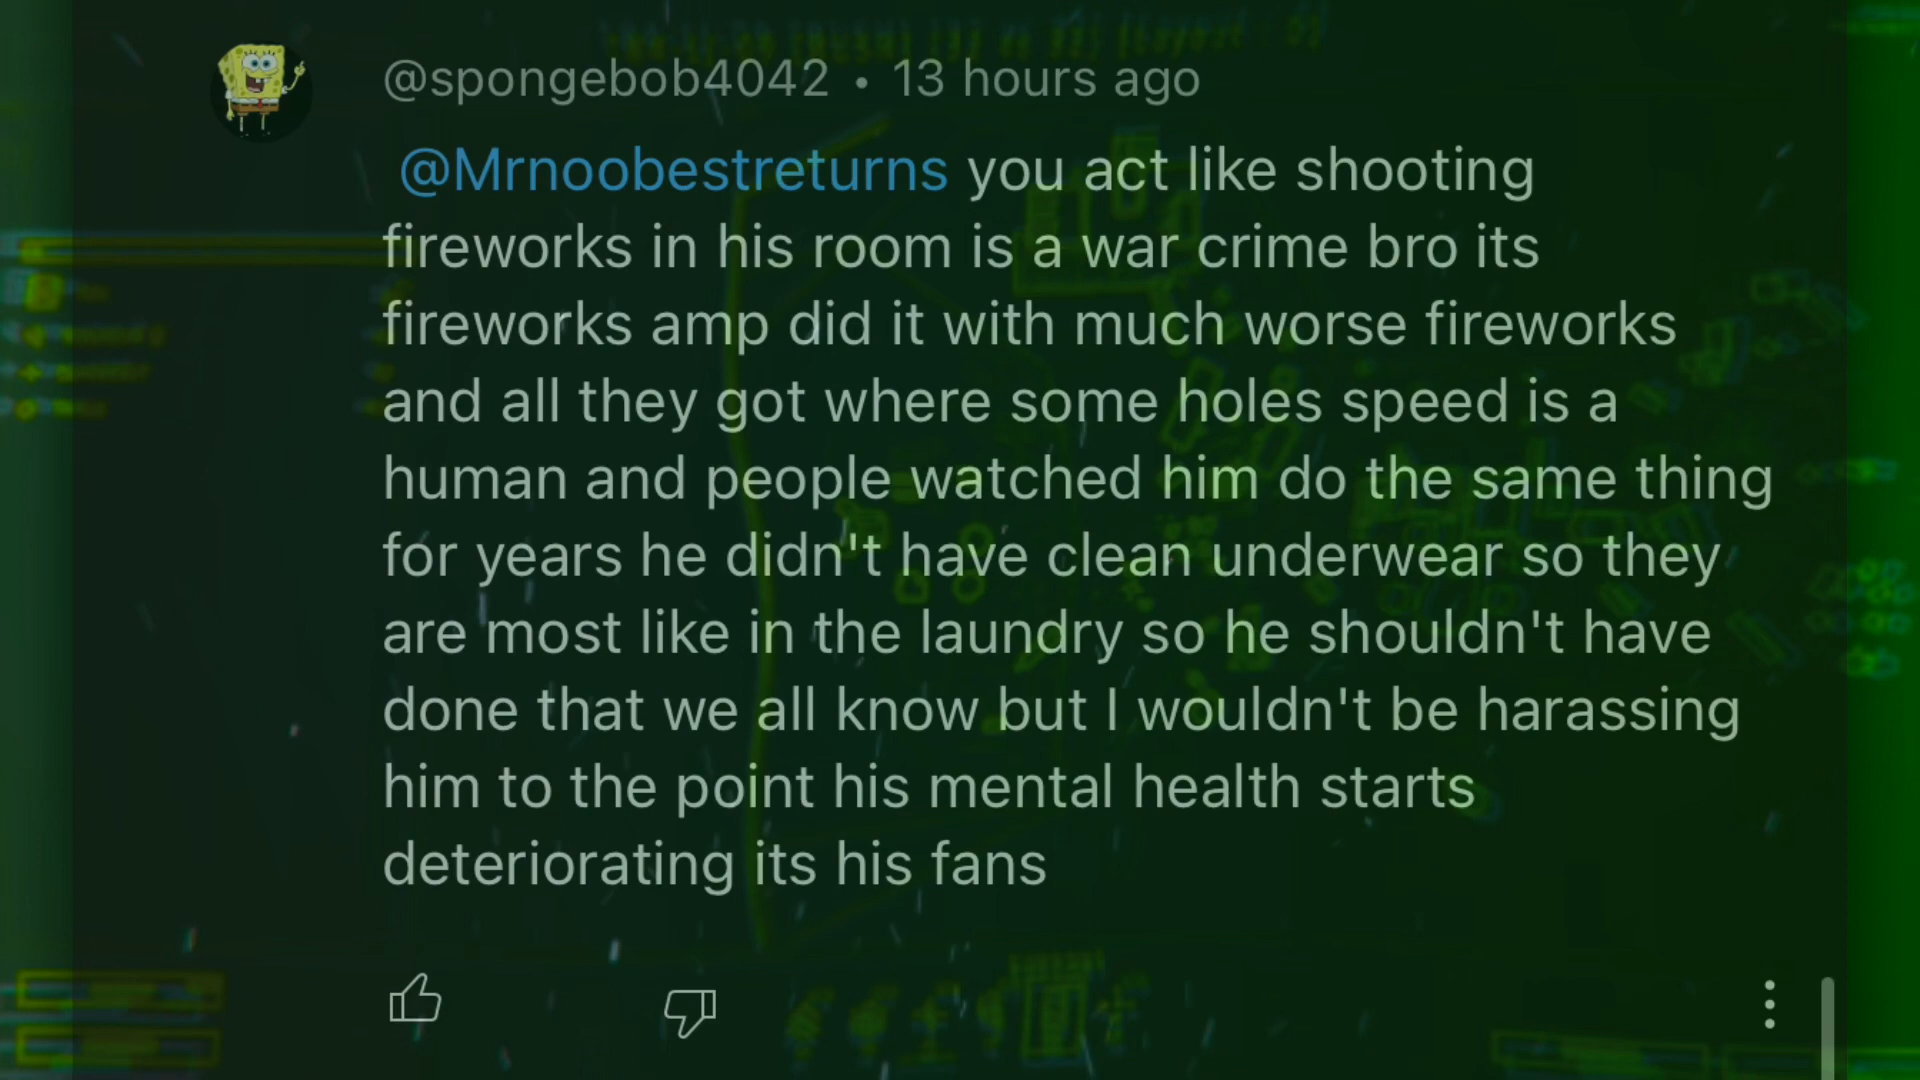 @spongebob4042 • 13 hours ago
@Mrnoobestreturns you act like shooting
fireworks in his room is a war crime bro its
fireworks amp did it with much worse fireworks
and all they got where some holes speed is a
human and people watched him do the same thing
for years he didn't have clean underwear so they
are most like in the laundry so he shouldn't have
done that we all know but I wouldn't be harassing
him to the point his mental health starts
deteriorating its his fans